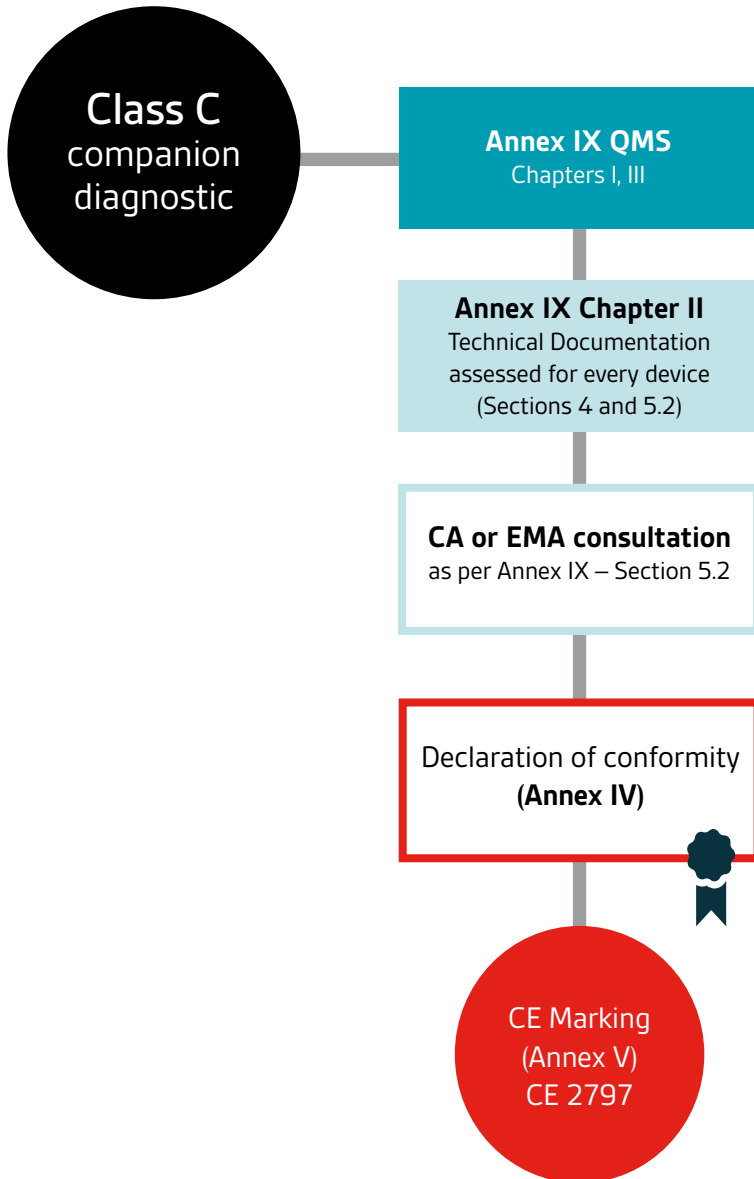 Class C
companion
diagnostic
Annex IX QMS
Chapters I, III
Annex IX Chapter II
Technical Documentation
assessed for every device
(Sections 4 and 5.2)
CA or EMA consultation
as per Annex IX – Section 5.2
Declaration of conformity
(Annex IV)
CE Marking
(Annex V)
CE 2797